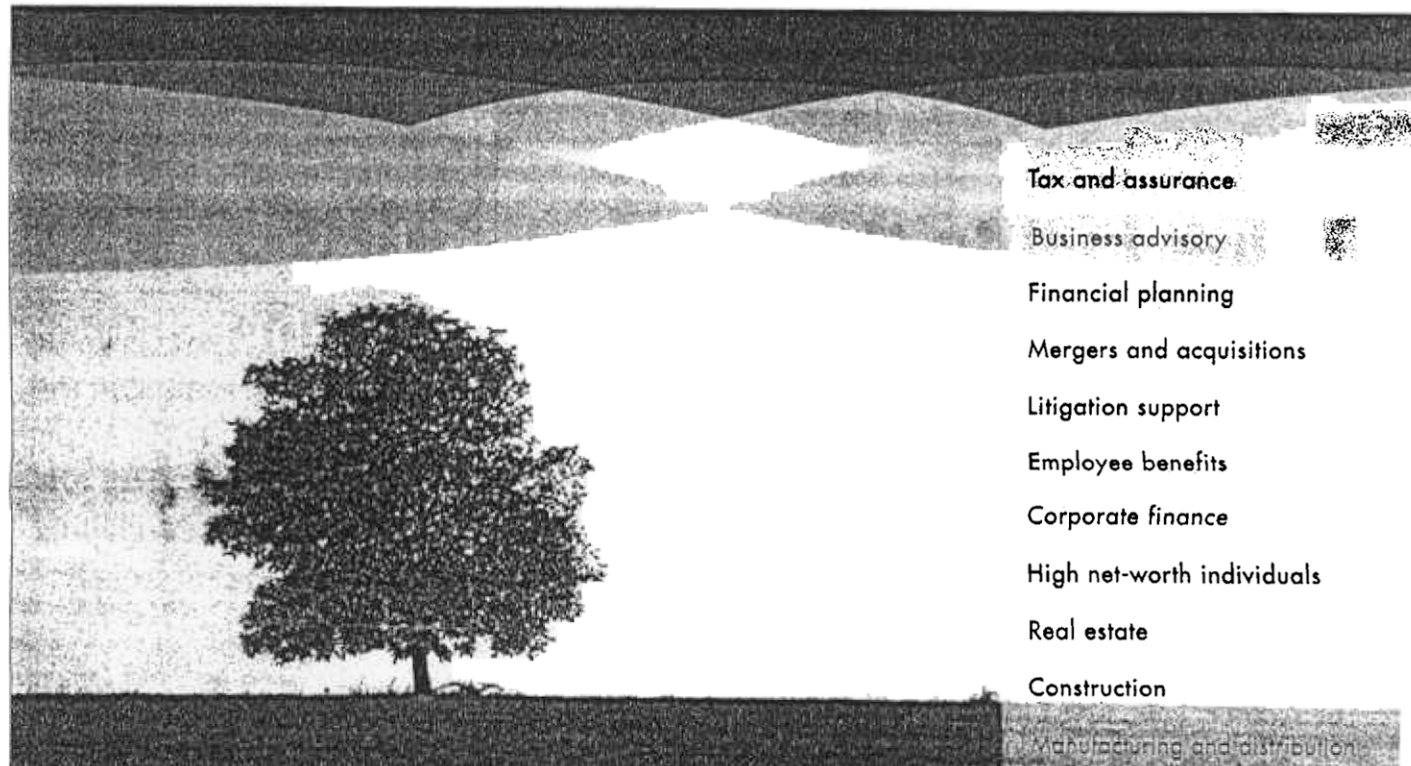 Tax and assurance
Business advisory
Financial planning
Mergers and acquisitions
Litigation support
Employee benefits
Corporate finance
High net-worth individuals
Real estate
Construction
Manufacturing and distribution